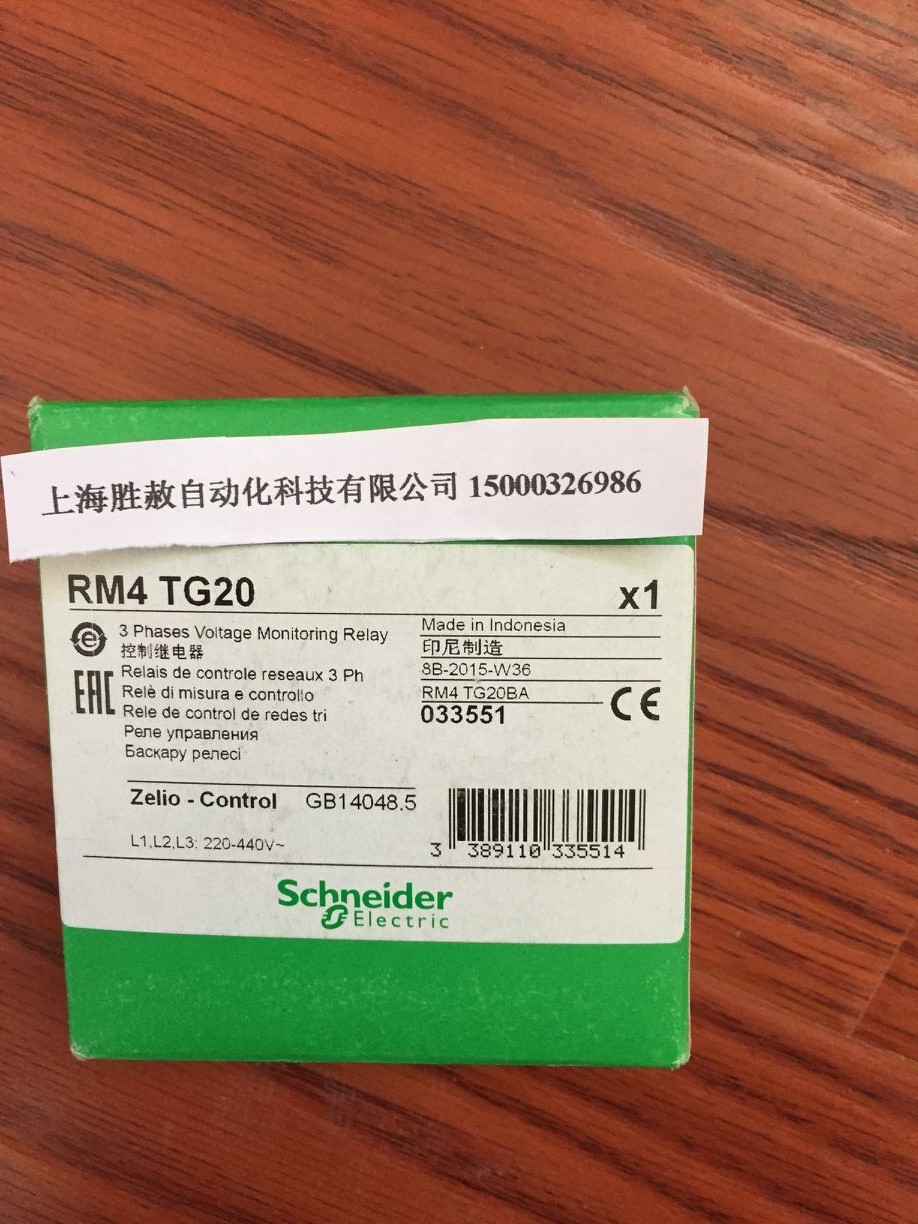 上海胜赦自动化科技有限公司 15000326986
RM4 TG20
x1
3 Phases Voltage Monitoring Relay
控制继电器
Relais de controle reseaux 3 Ph
Relè di misura e controllo
Rele de control de redes tri
Реле управления
Басқару релесі
EAC
Made in Indonesia
印尼制造
8B-2015-W36
RM4 TG20BA
033551
CE
Zelio - Control GB14048.5
L1,L2,L3: 220-440V~
3 389110 335514
Schneider
Electric